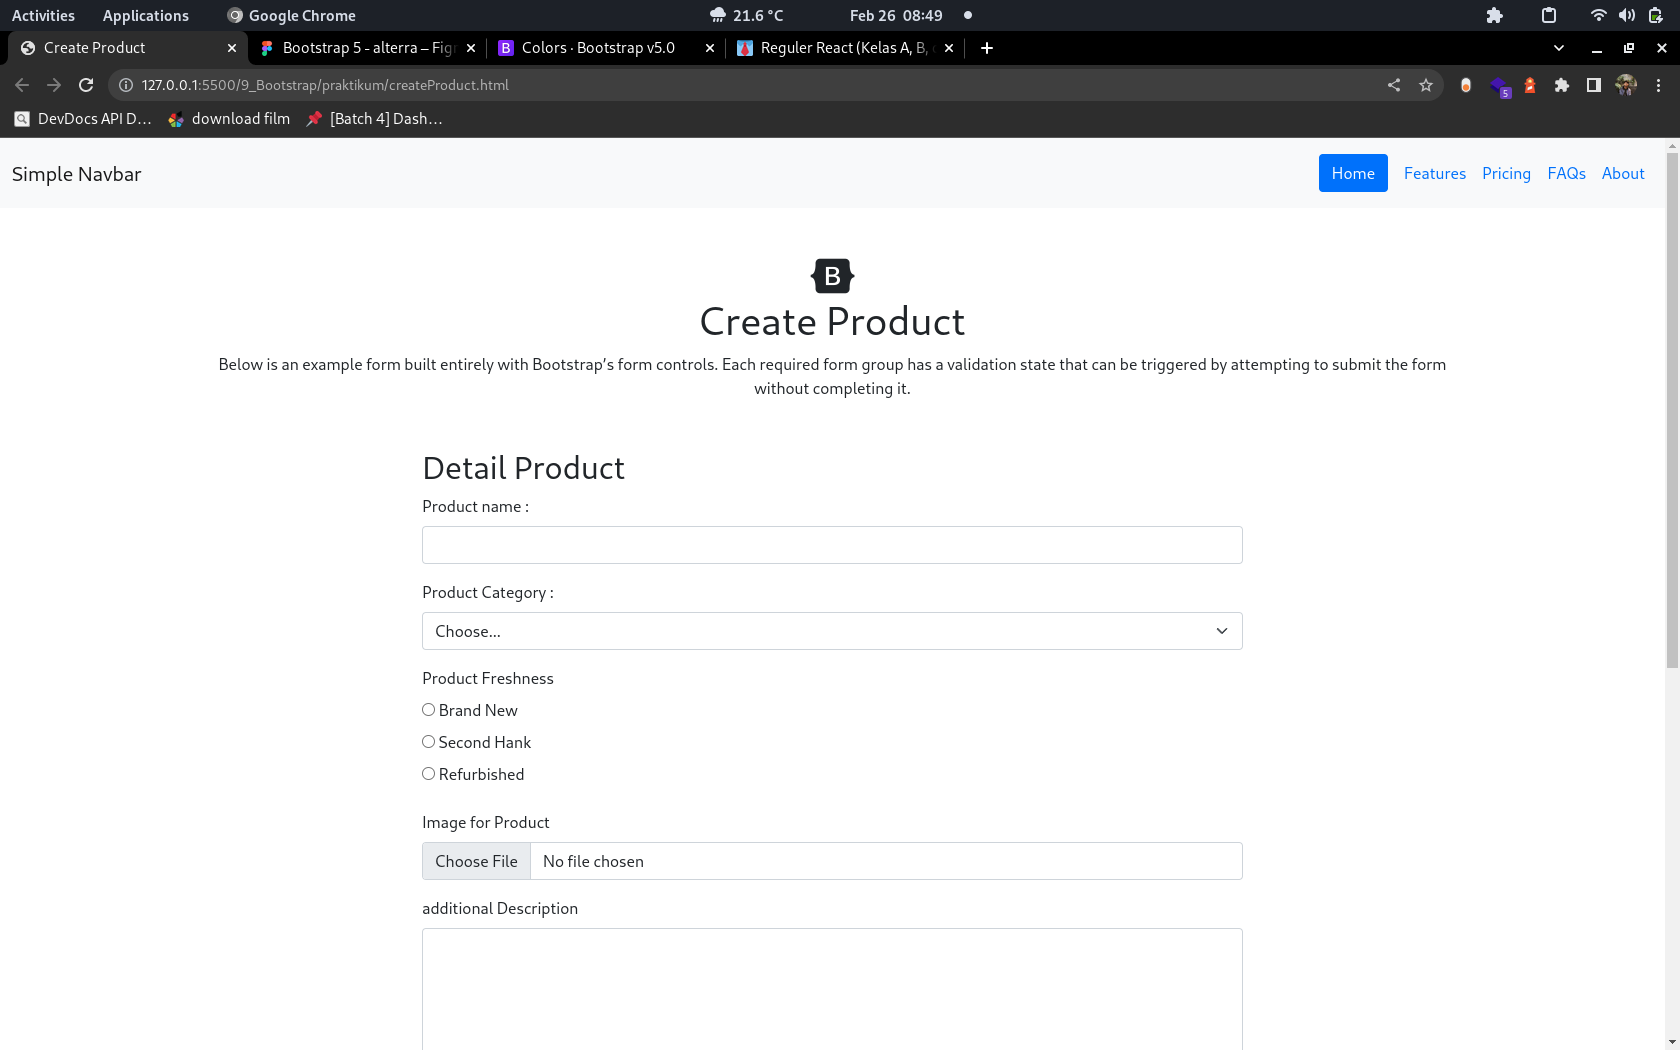 Activities Applications Google Chrome 21.6 °C Feb 26 08:49
Create Product Bootstrap 5 - alterra – Fig Colors · Bootstrap v5.0 Reguler React (Kelas A, B,
127.0.0.1:5500/9_Bootstrap/praktikum/createProduct.html 5
DevDocs API D... download film [Batch 4] Dash...
Simple Navbar Home Features Pricing FAQs About
B
Create Product
Below is an example form built entirely with Bootstrap’s form controls. Each required form group has a validation state that can be triggered by attempting to submit the form
without completing it.
Detail Product
Product name :
Product Category :
Choose...
Product Freshness
Brand New
Second Hank
Refurbished
Image for Product
Choose File No file chosen
additional Description